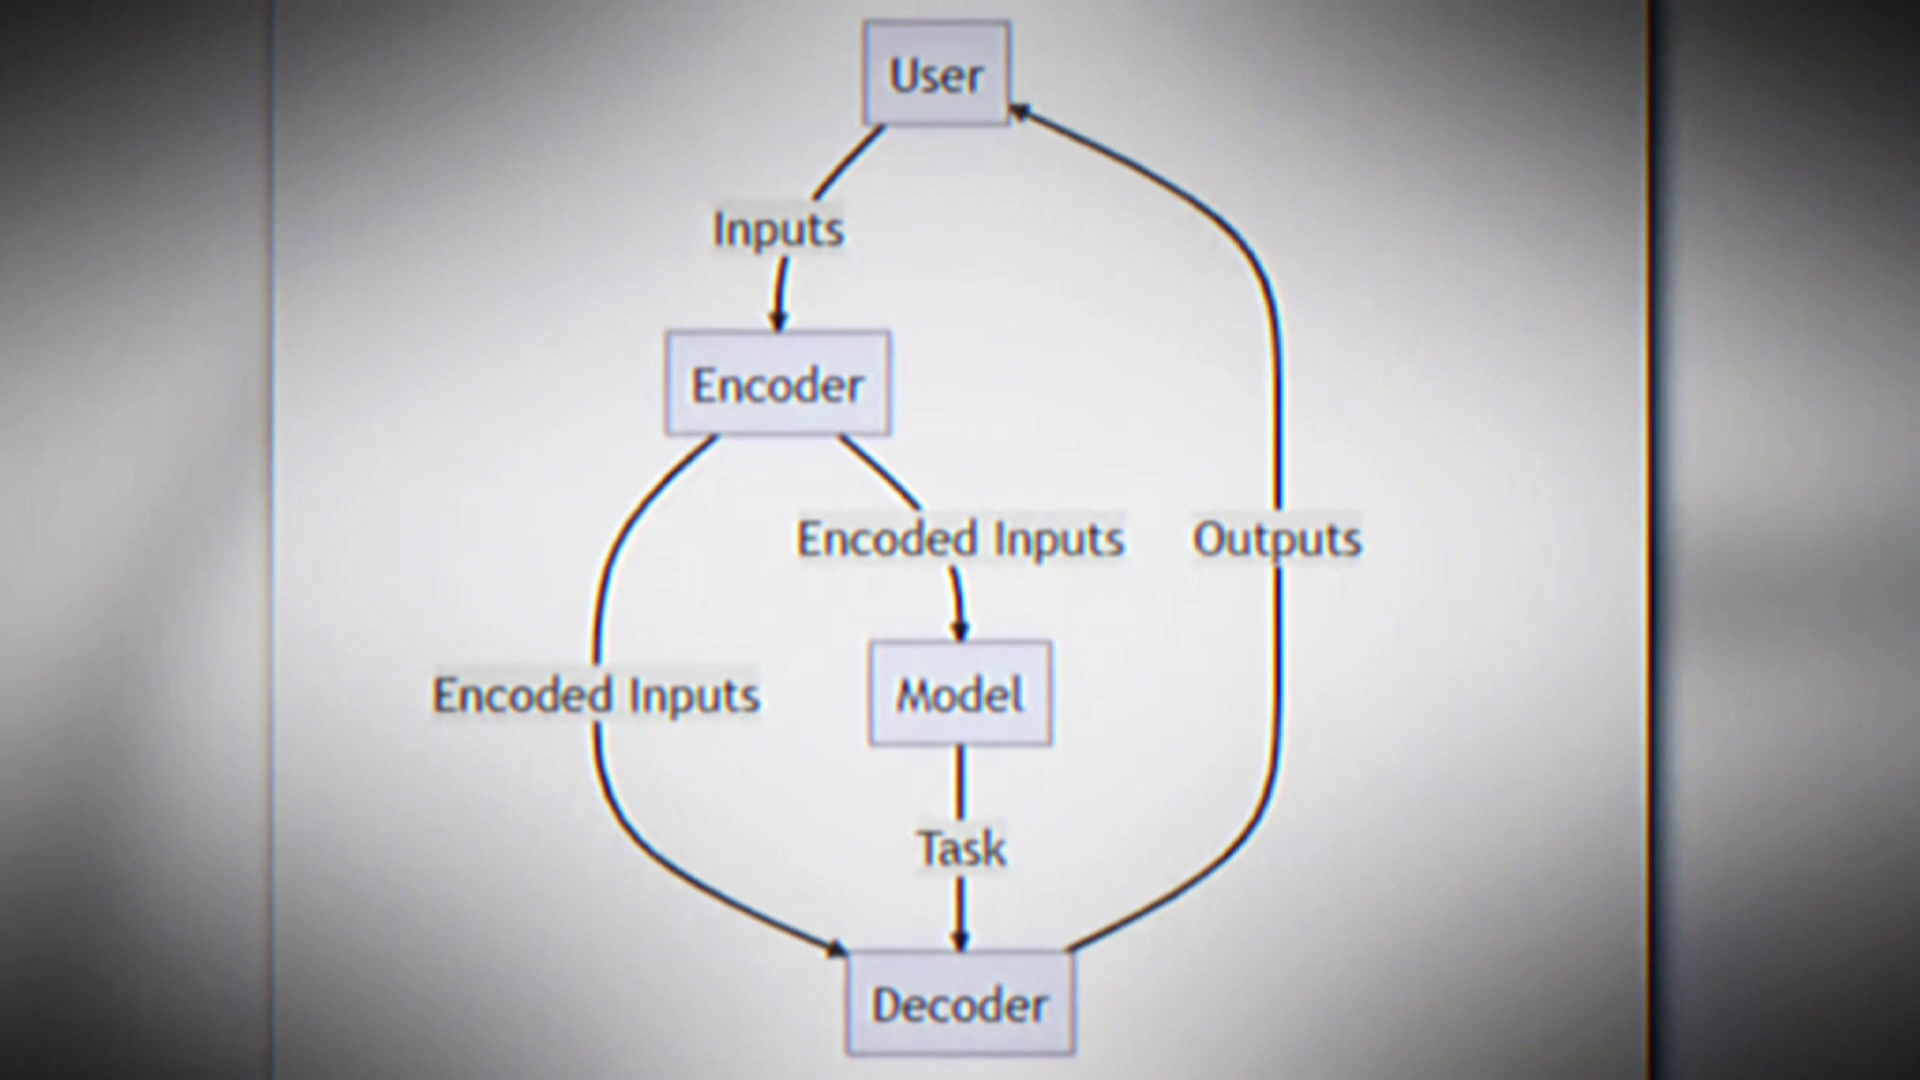 User
Inputs
Encoder
Encoded Inputs
Outputs
Encoded Inputs
Model
Task
Decoder